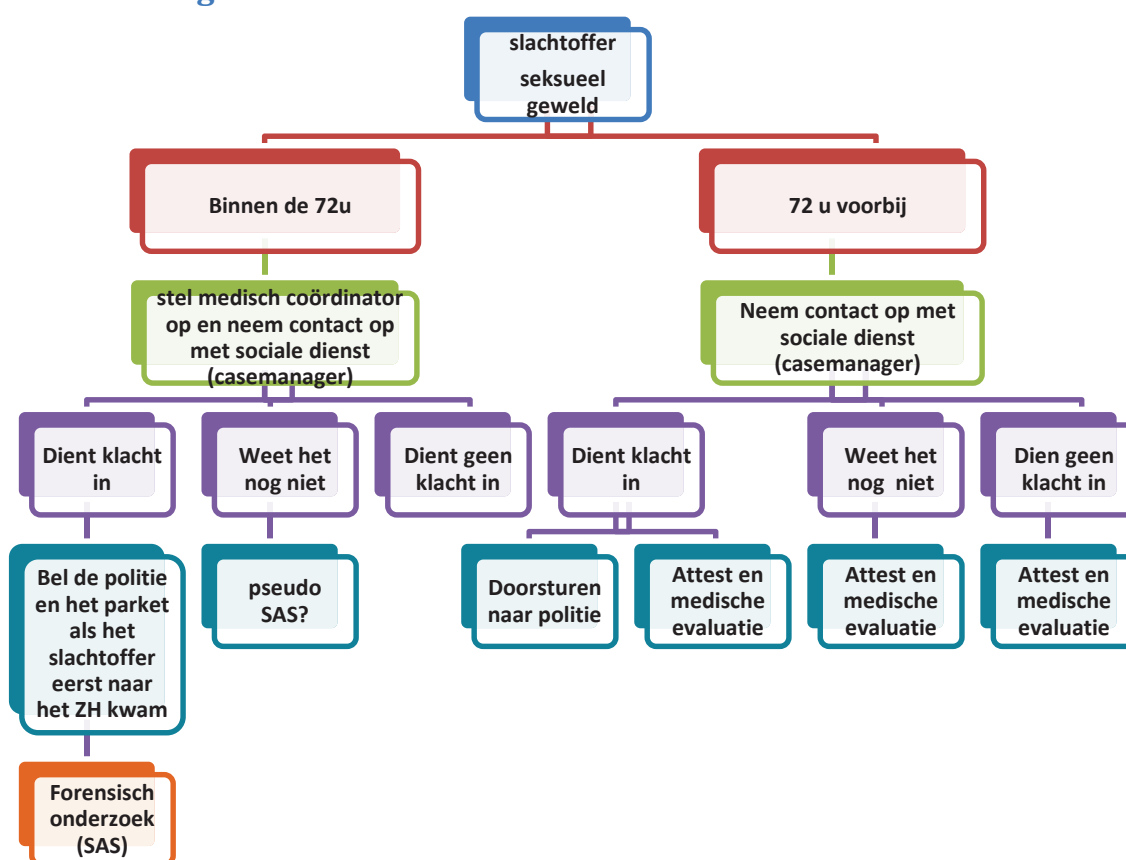 slachtoffer
seksueel
geweld
Binnen de 72u
72 u voorbij
stel medisch coördinator
op en neem contact op
met sociale dienst
(casemanager)
Neem contact op met
sociale dienst
(casemanager)
Dient klacht
in
Weet het
nog niet
Dient geen
klacht in
Dient klacht
in
Weet het
nog  niet
Dien geen
klacht in
Bel de politie
en het parket
als het
slachtoffer
eerst naar
het ZH kwam
pseudo
SAS?
Doorsturen
naar politie
Attest en
medische
evaluatie
Attest en
medische
evaluatie
Attest en
medische
evaluatie
Forensisch
onderzoek
(SAS)